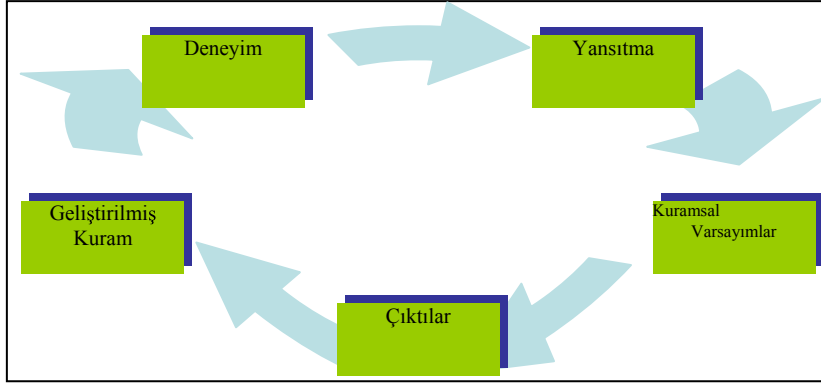 Deneyim
Yansıtma
Kuramsal
Varsayımlar
Çıktılar
Geliştirilmiş
Kuram